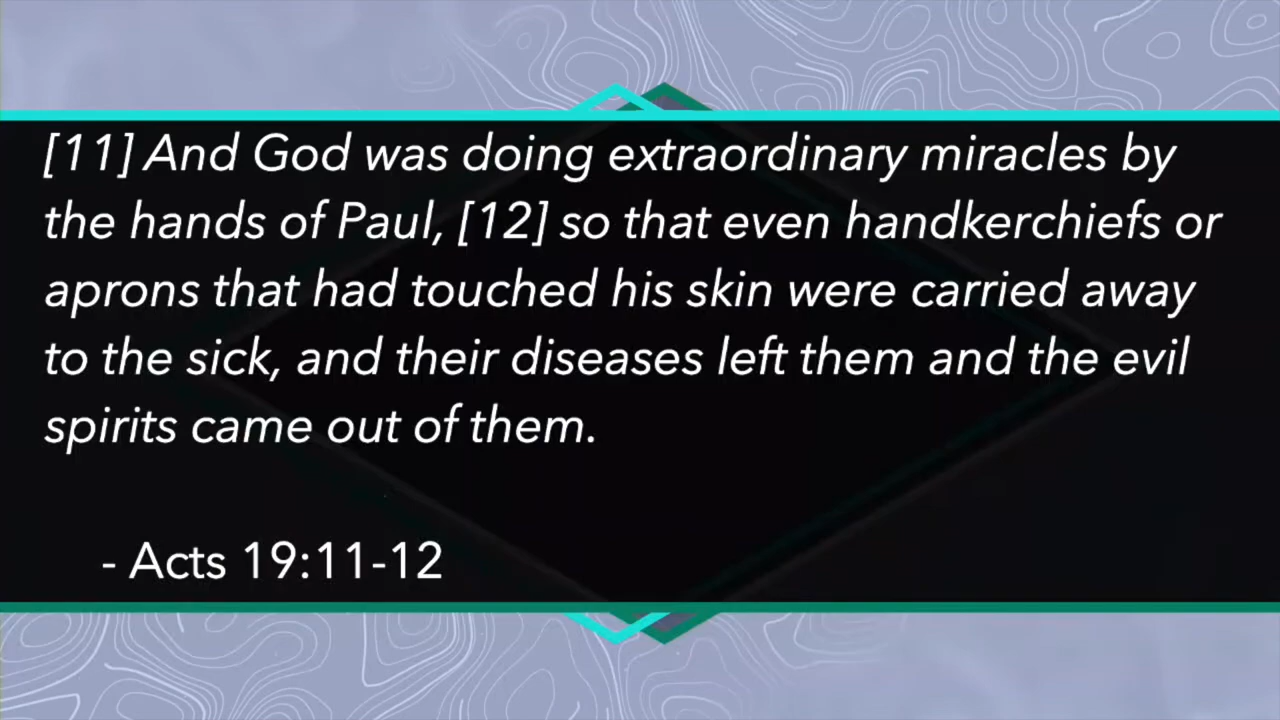 [11] And God was doing extraordinary miracles by
the hands of Paul, [12] so that even handkerchiefs or
aprons that had touched his skin were carried away
to the sick, and their diseases left them and the evil
spirits came out of them.
- Acts 19:11-12